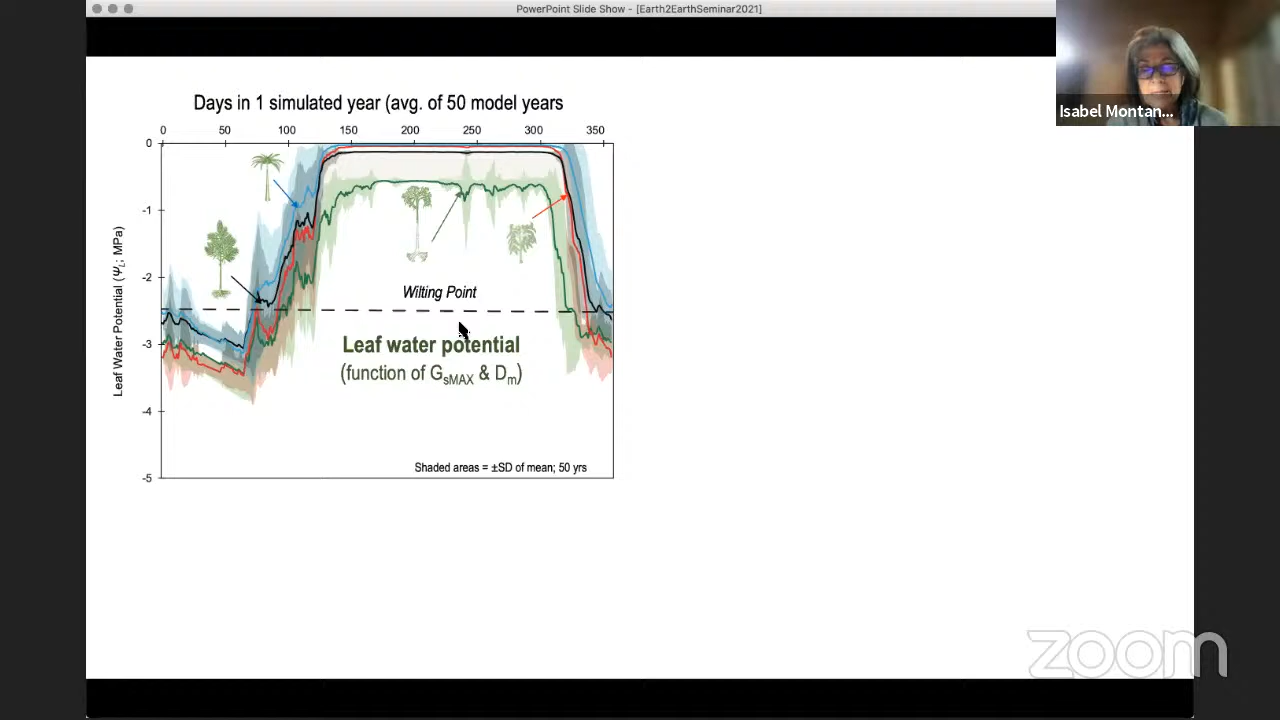 PowerPoint Slide Show - [Earth2EarthSeminar2021]
Isabel Montan...
Days in 1 simulated year (avg. of 50 model years
0 50 100 150 200 250 300 350
0
-1
-2
-3
-4
-5
Leaf Water Potential (ΨL; MPa)
Wilting Point
Leaf water potential
(function of GsMAX & Dm)
Shaded areas = ±SD of mean; 50 yrs
zoom